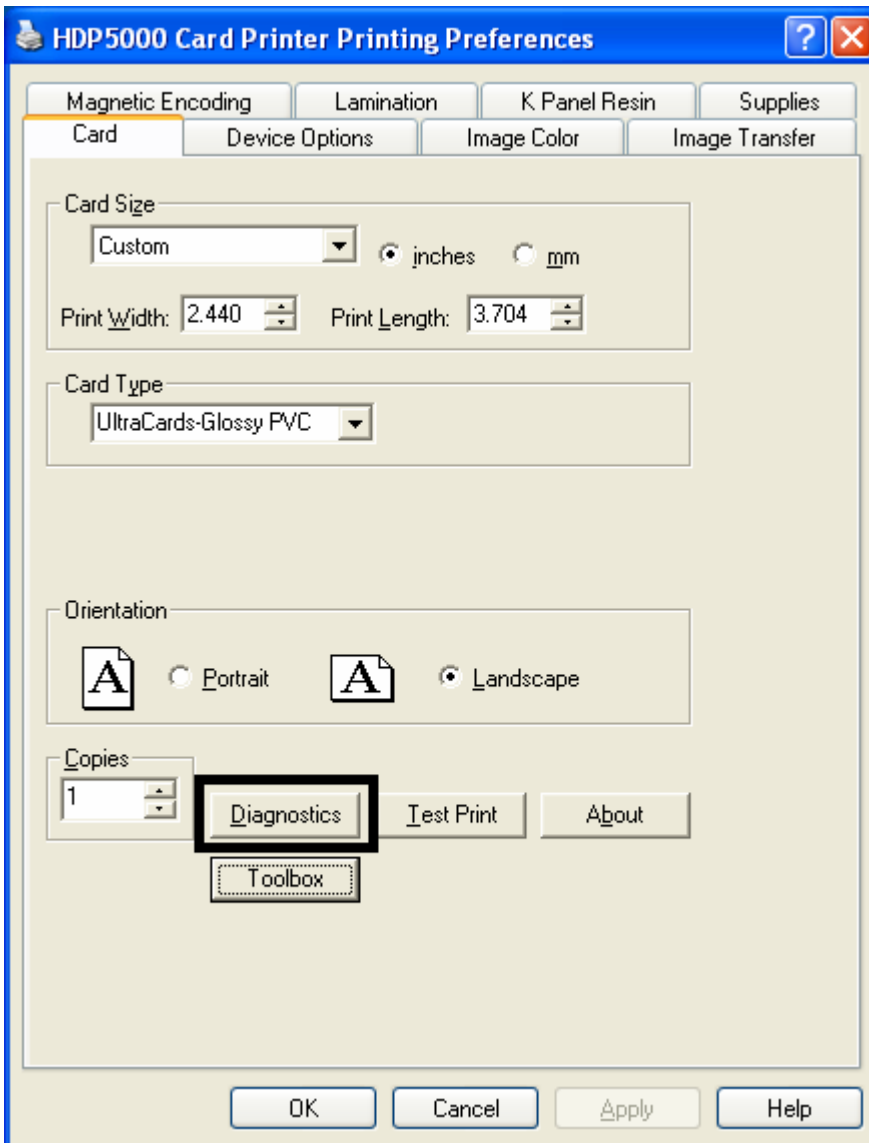 HDP5000 Card Printer Printing Preferences
Magnetic Encoding Lamination K Panel Resin Supplies
Card Device Options Image Color Image Transfer
Card Size
Custom inches mm
Print Width: 2.440 Print Length: 3.704
Card Type
UltraCards-Glossy PVC
Orientation
A Portrait A Landscape
Copies
1 Diagnostics Test Print About
Toolbox
OK Cancel Apply Help